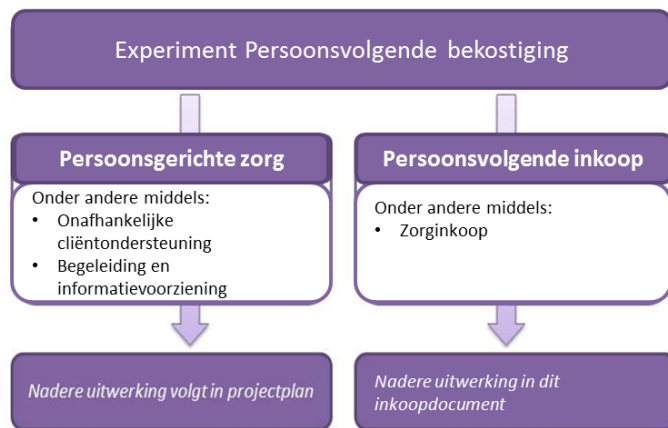 Experiment Persoonsvolgende bekostiging
Persoonsgerichte zorg
Onder andere middels:
• Onafhankelijke
cliëntondersteuning
• Begeleiding en
informatievoorziening
Nadere uitwerking volgt in projectplan
Persoonsvolgende inkoop
Onder andere middels:
• Zorginkoop
Nadere uitwerking in dit
inkoopdocument